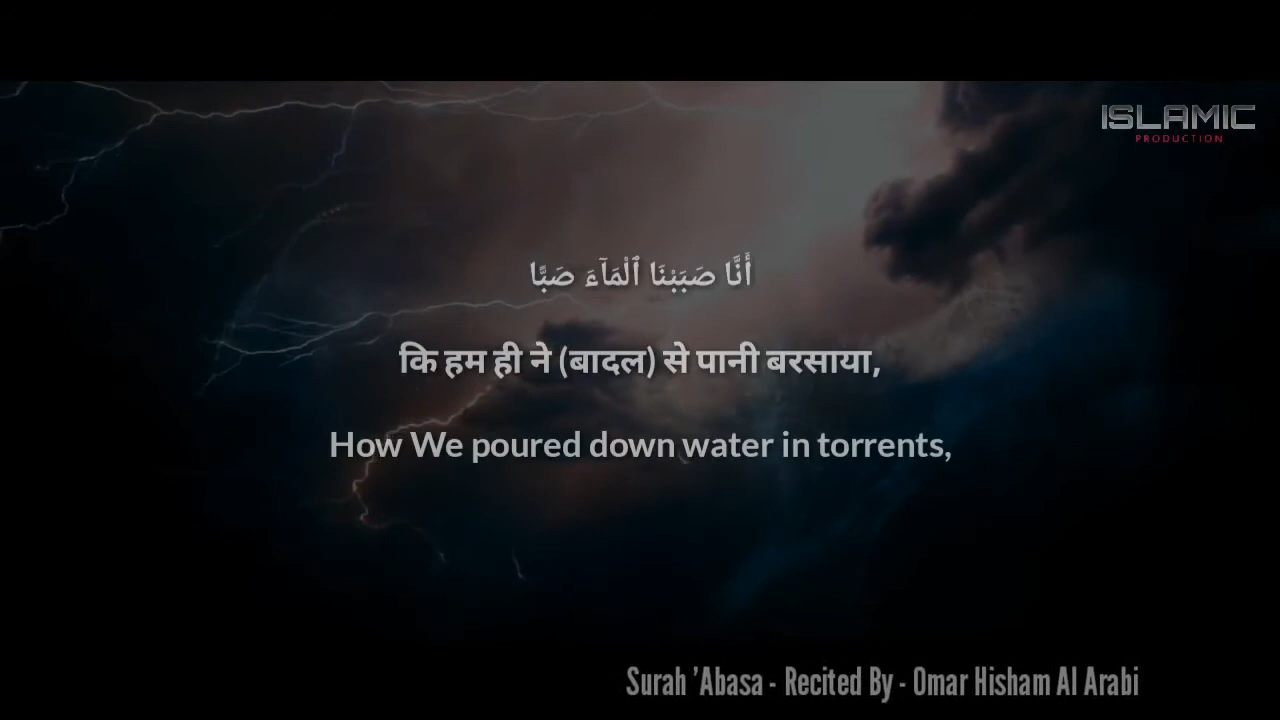 ISLAMIC
PRODUCTION
أَنَّا صَبَبْنَا ٱلْمَآءَ صَبًّا
कि हम ही ने (बादल) से पानी बरसाया,
How We poured down water in torrents,
Surah 'Abasa - Recited By - Omar Hisham Al Arabi